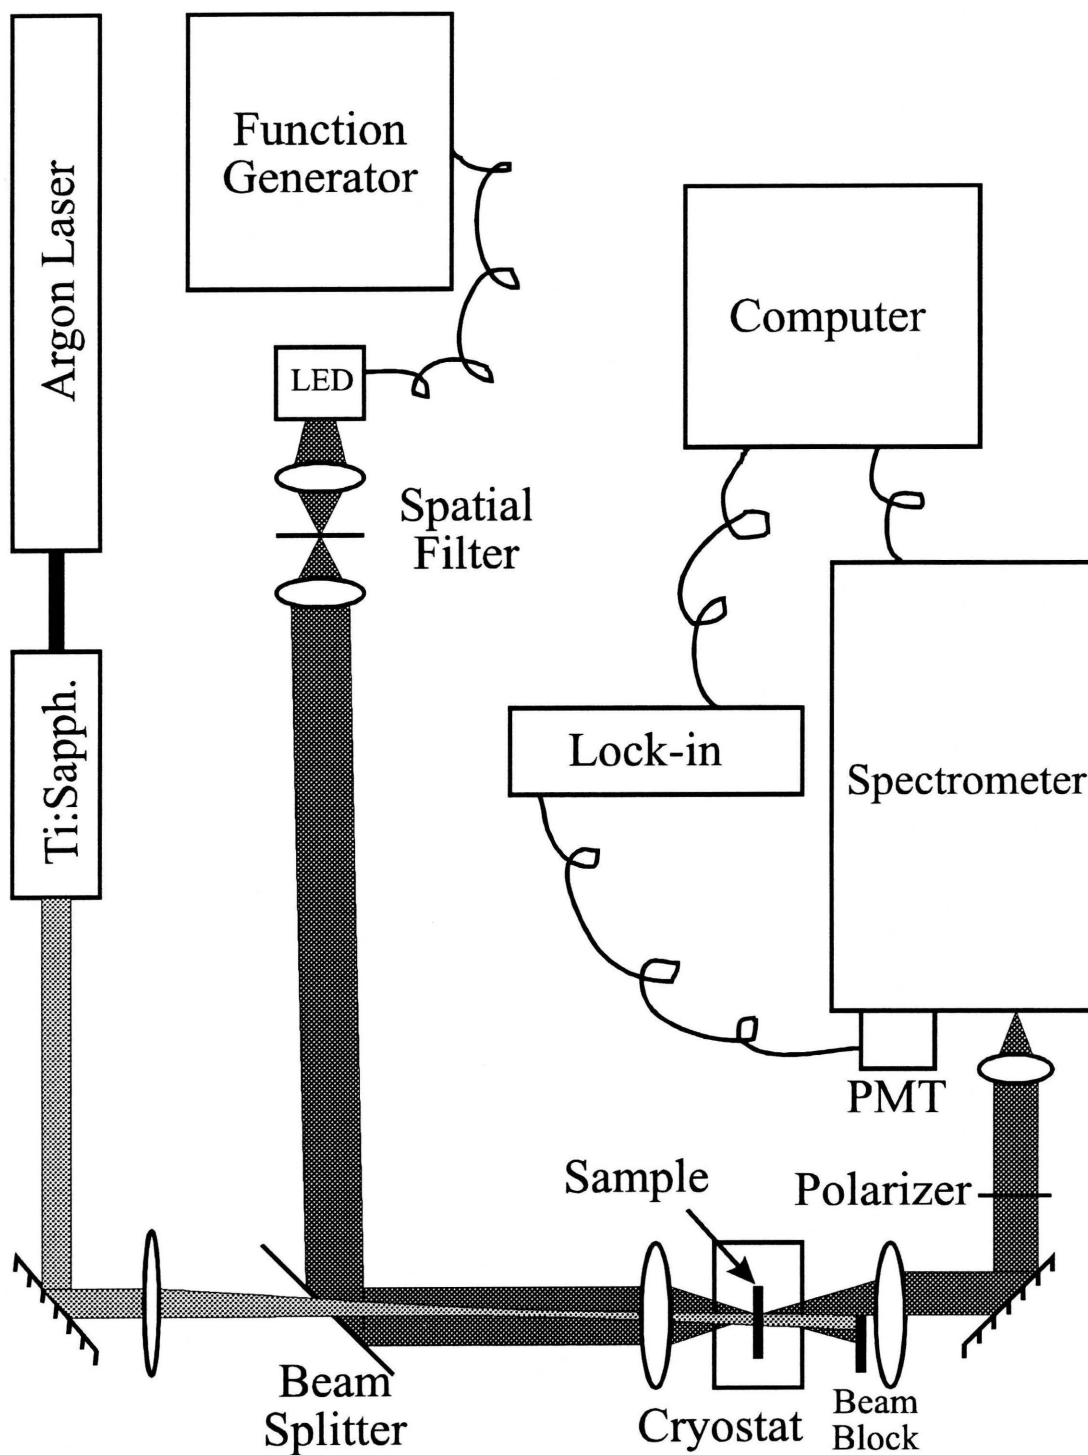 Argon Laser
Function
Generator
LED
Spatial
Filter
Computer
Ti:Sapph.
Lock-in
Spectrometer
PMT
Sample
Polarizer
Beam
Splitter
Cryostat
Beam
Block